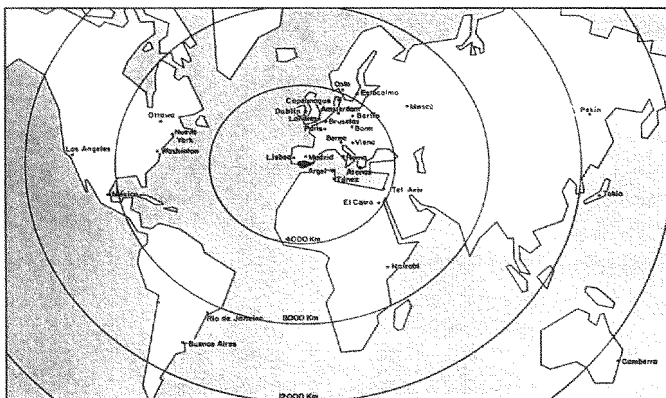 Oslo
Estocolmo
Copenhague
Moscú
Dublin
Amsterdam
Berlín
Londres
Bruselas
Bonn
París
Ottawa
Nueva
York
Washington
Los Angeles
Berna
Viena
Lisboa
Madrid
Roma
Atenas
Argel
Túnez
Tel Aviv
El Cairo
México
Pekín
Tokio
4000 Km
Nairobi
8000 Km
Río de Janeiro
Buenos Aires
Camberra
12000 Km